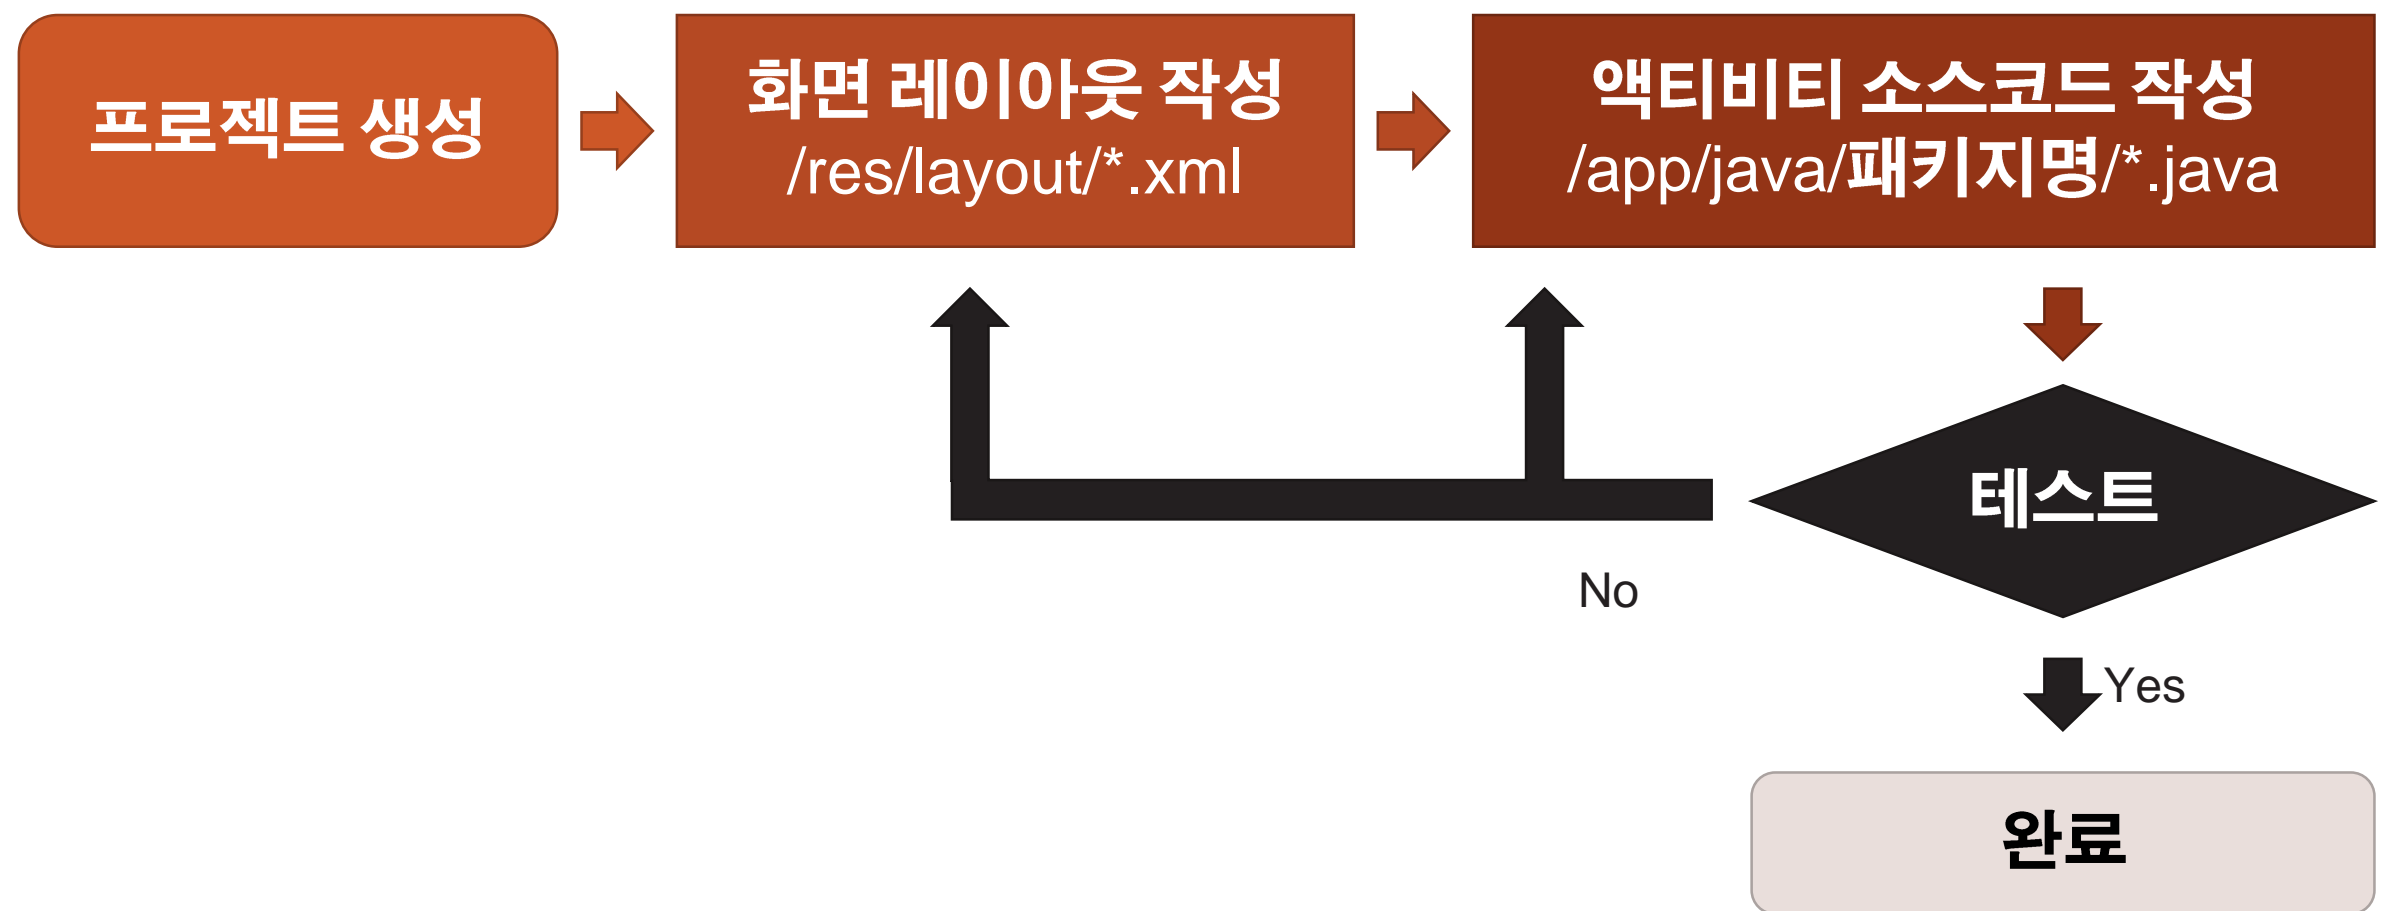 프로젝트 생성
화면 레이아웃 작성
/res/layout/*.xml
액티비티 소스코드 작성
/app/java/패키지명/*.java
테스트
No
Yes
완료